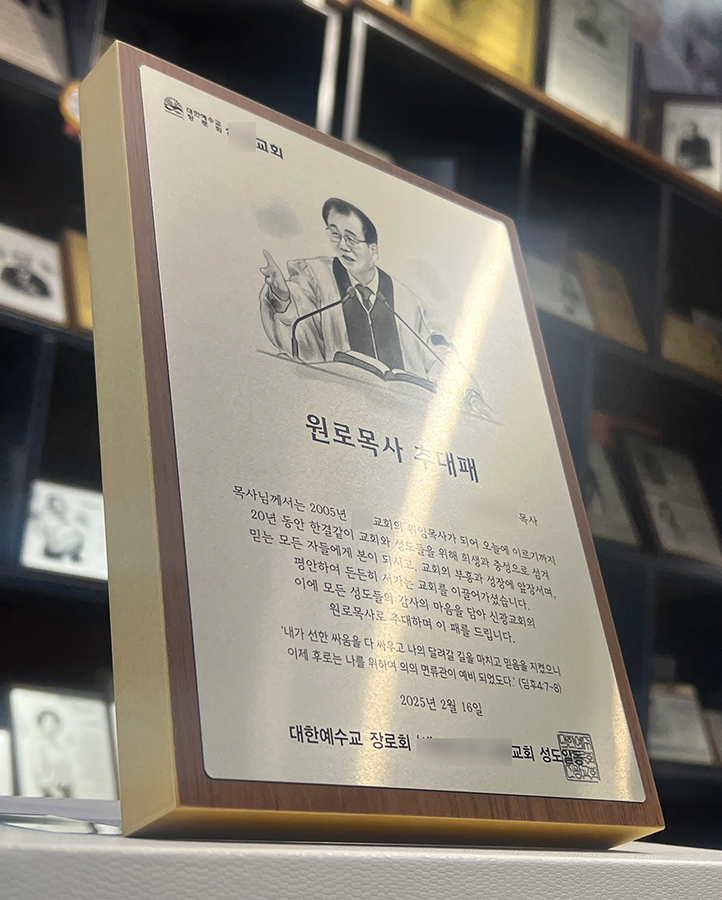 대한예수교
장로회
교회
원로목사 추대패
목사
목사님께서는 2005년 교회의 위임목사가 되어 오늘에 이르기까지
20년 동안 한결같이 교회와 성도들을 위해 희생과 충성으로 섬겨
믿는 모든 자들에게 본이 되시고, 교회의 부흥과 성장에 앞장서며,
평안하여 든든히 서가는 교회를 이끌어가셨습니다.
이에 모든 성도들의 감사의 마음을 담아 신광교회의
원로목사로 추대하며 이 패를 드립니다.
'내가 선한 싸움을 다 싸우고 나의 달려갈 길을 마치고 믿음을 지켰으니
이제 후로는 나를 위하여 의의 면류관이 예비 되었도다.' (딤후4:7~8)
2025년 2월 16일
대한예수교 장로회 교회 성도일동